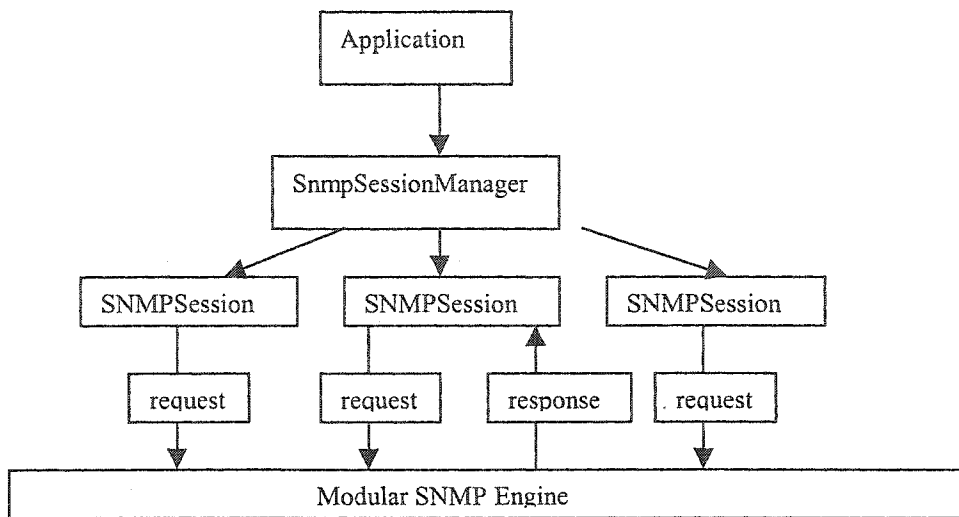 Application
SnmpSessionManager
SNMPSession SNMPSession SNMPSession
request request response request
Modular SNMP Engine